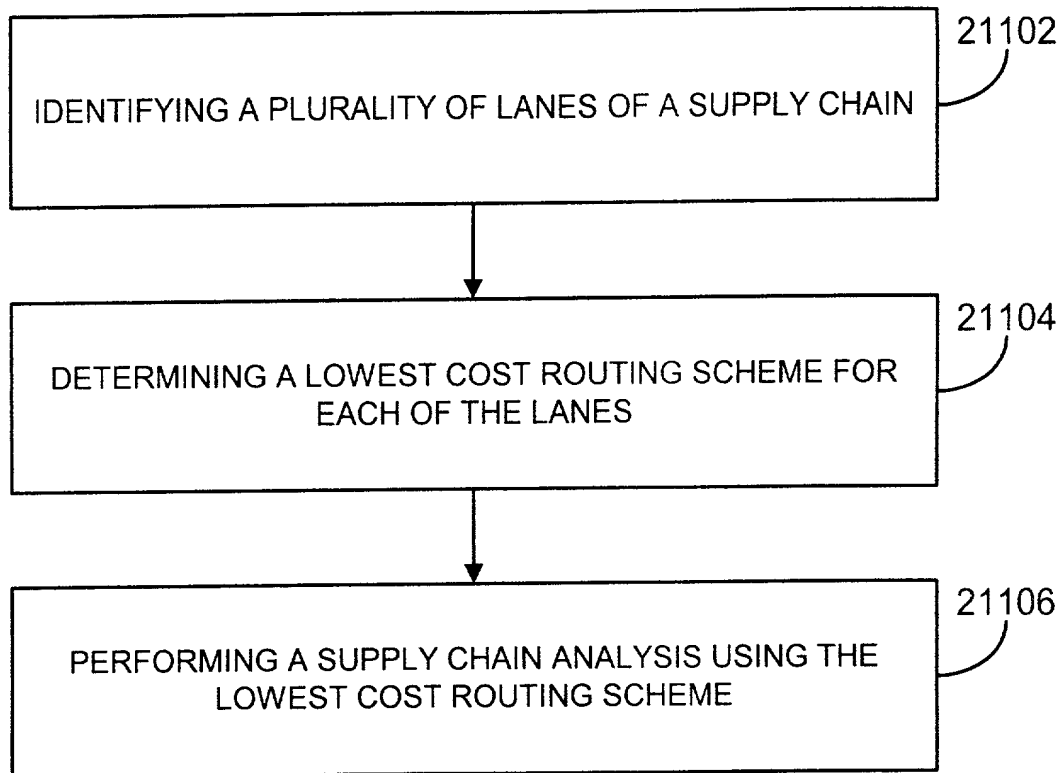 21102
IDENTIFYING A PLURALITY OF LANES OF A SUPPLY CHAIN
21104
DETERMINING A LOWEST COST ROUTING SCHEME FOR
EACH OF THE LANES
21106
PERFORMING A SUPPLY CHAIN ANALYSIS USING THE
LOWEST COST ROUTING SCHEME